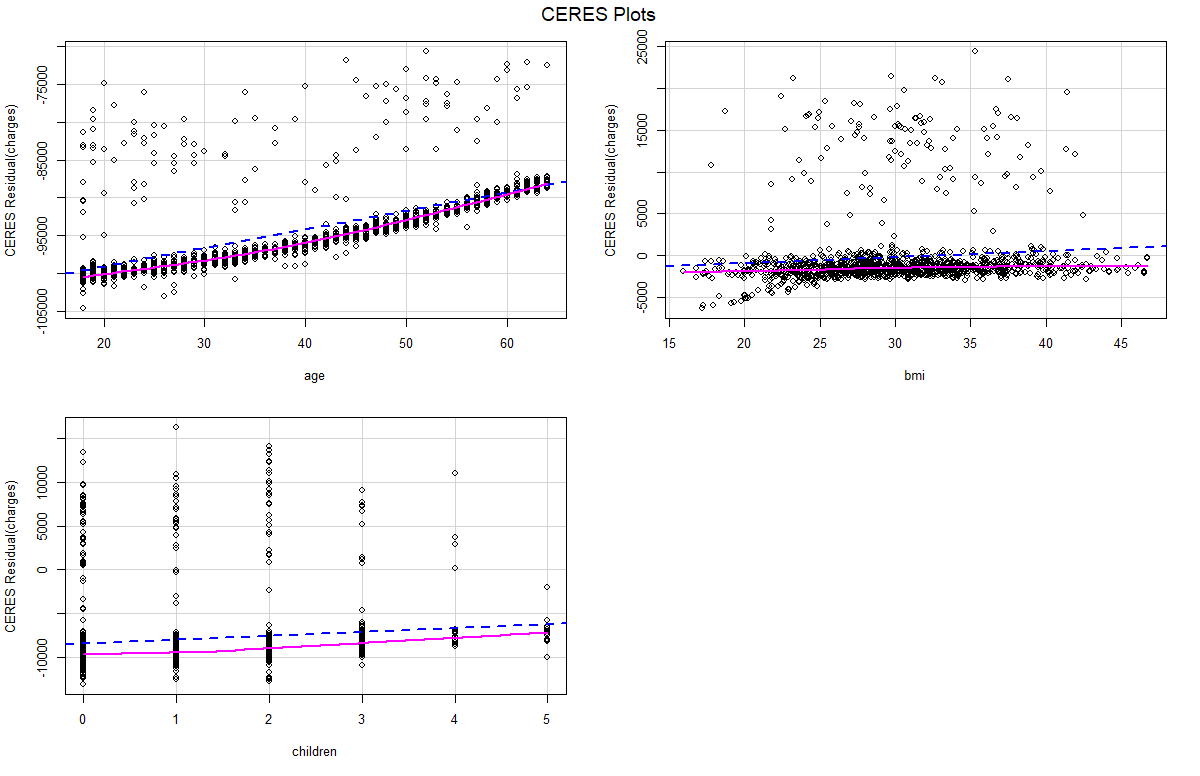 CERES Plots
CERES Residual(charges)
-75000
-85000
-95000
-105000
20 30 40 50 60
age
CERES Residual(charges)
25000
15000
5000
0
-5000
15 20 25 30 35 40 45
bmi
CERES Residual(charges)
10000
5000
0
-10000
0 1 2 3 4 5
children